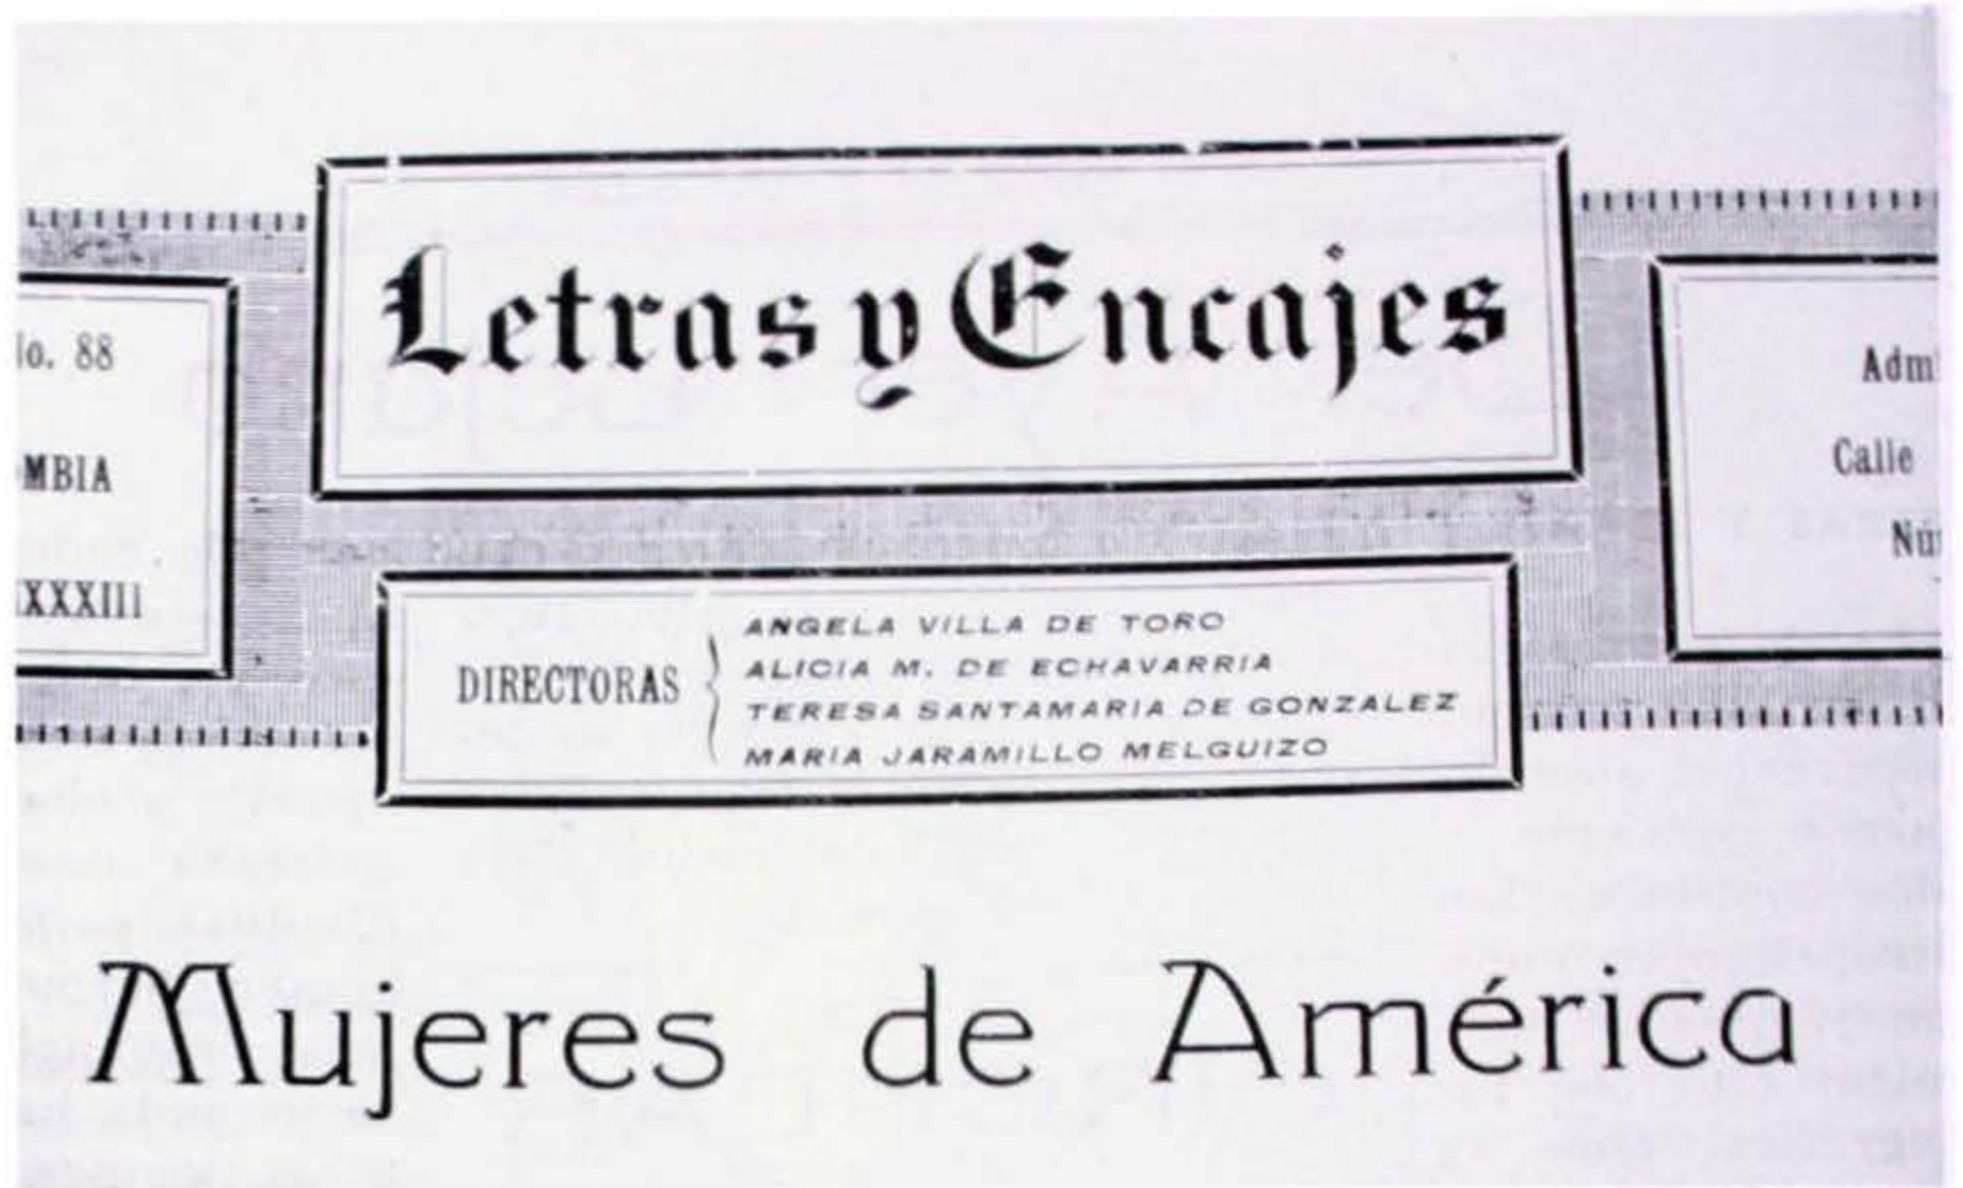 Letras y Encajes
No. 88
MBIA
XXXIII
Adm
Calle
Nú
DIRECTORAS
ANGELA VILLA DE TORO
ALICIA M. DE ECHAVARRIA
TERESA SANTAMARIA DE GONZALEZ
MARIA JARAMILLO MELGUIZO
Mujeres de América